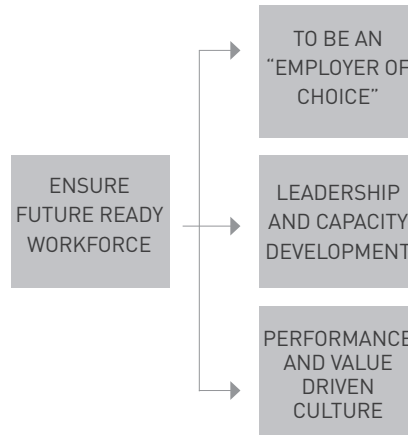 TO BE AN
“EMPLOYER OF
CHOICE”
ENSURE
FUTURE READY
WORKFORCE
LEADERSHIP
AND CAPACITY
DEVELOPMENT
PERFORMANCE
AND VALUE
DRIVEN
CULTURE